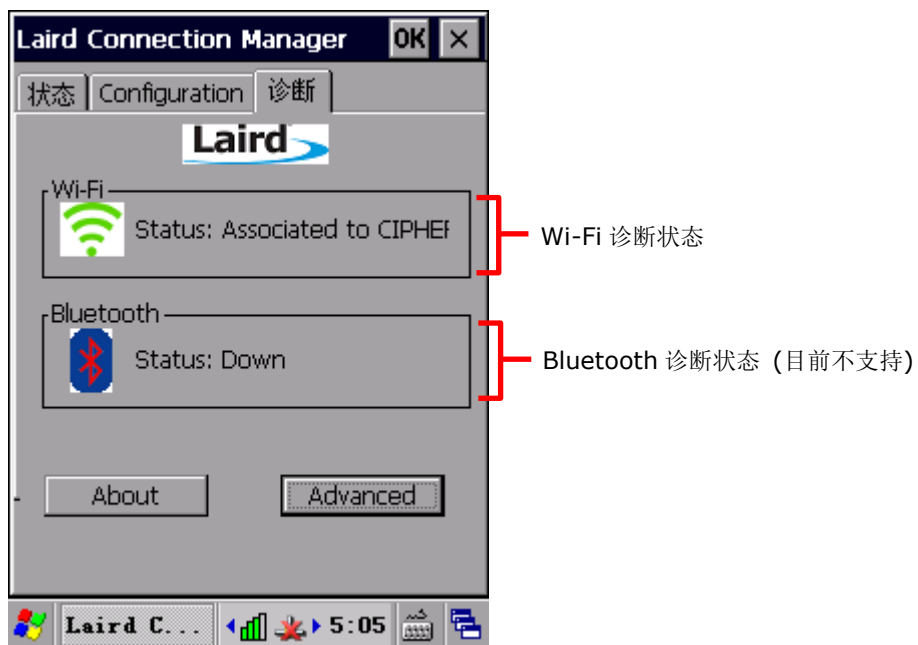 Laird Connection Manager OK ×
状态 Configuration 诊断
Laird
Wi-Fi
Status: Associated to CIPHER
Wi-Fi 诊断状态
Bluetooth
Status: Down
Bluetooth 诊断状态 (目前不支持)
About Advanced
Laird C... 5:05